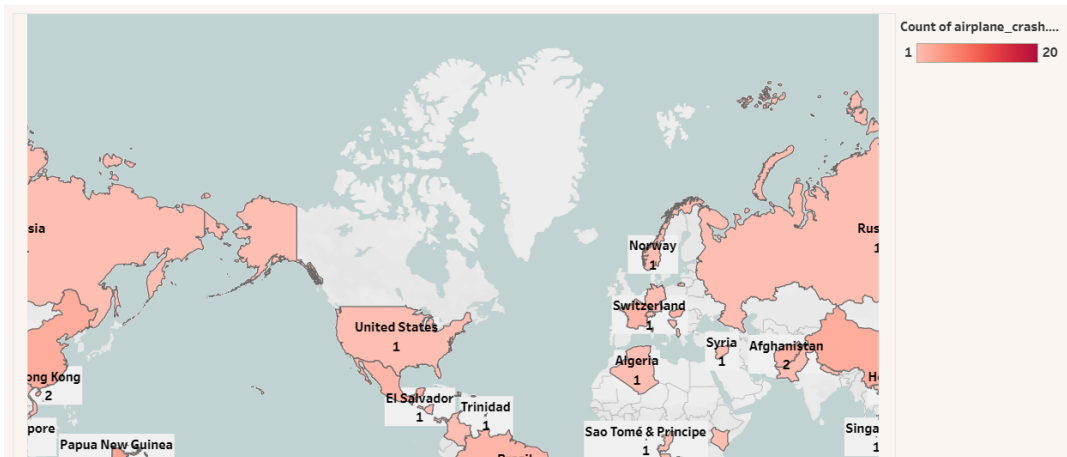 Count of airplane_crash....
1 20
sia
Rus
1
Norway
1
Switzerland
1
United States
1
Syria
1
Afghanistan
2
Algeria
1
ong Kong
2
H
El Salvador
1
Trinidad
1
pore
Papua New Guinea
Sao Tomé & Principe
1
Singa
1